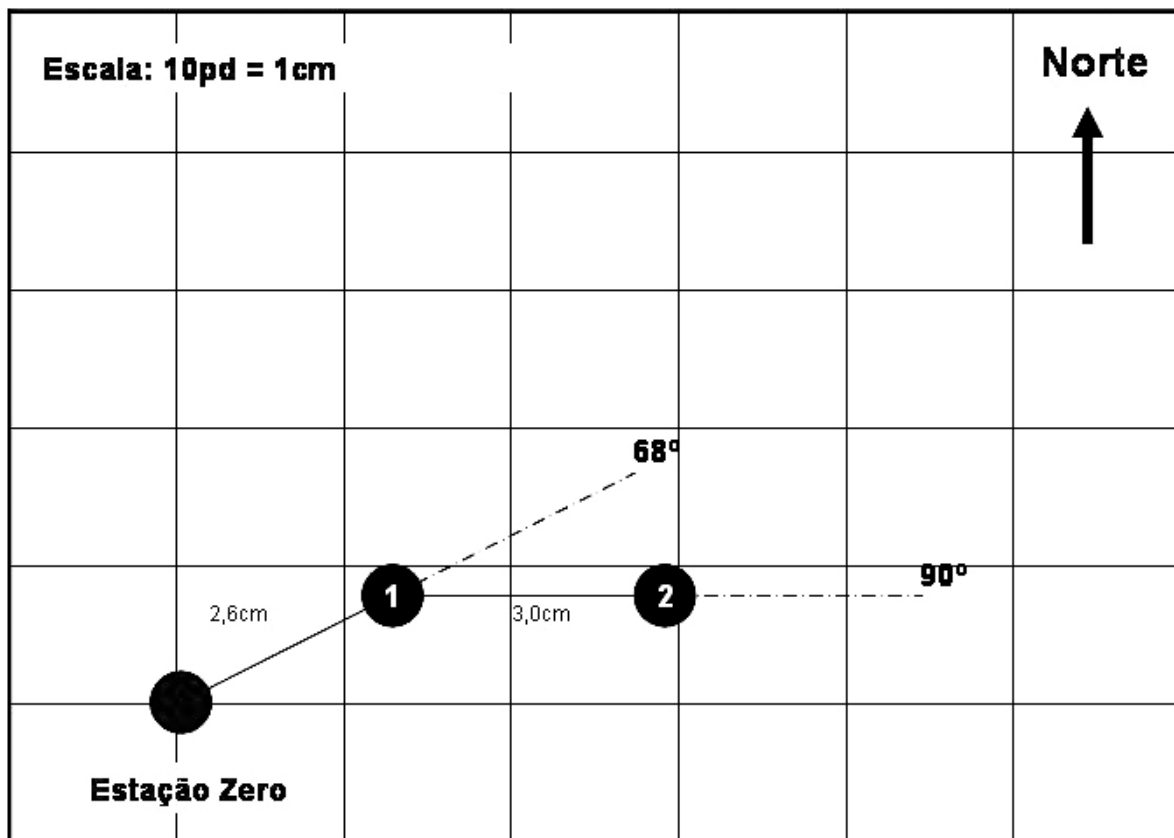 Escala: 10pd = 1cm
Norte
68º
90º
1
2
2,6cm
3,0cm
Estação Zero